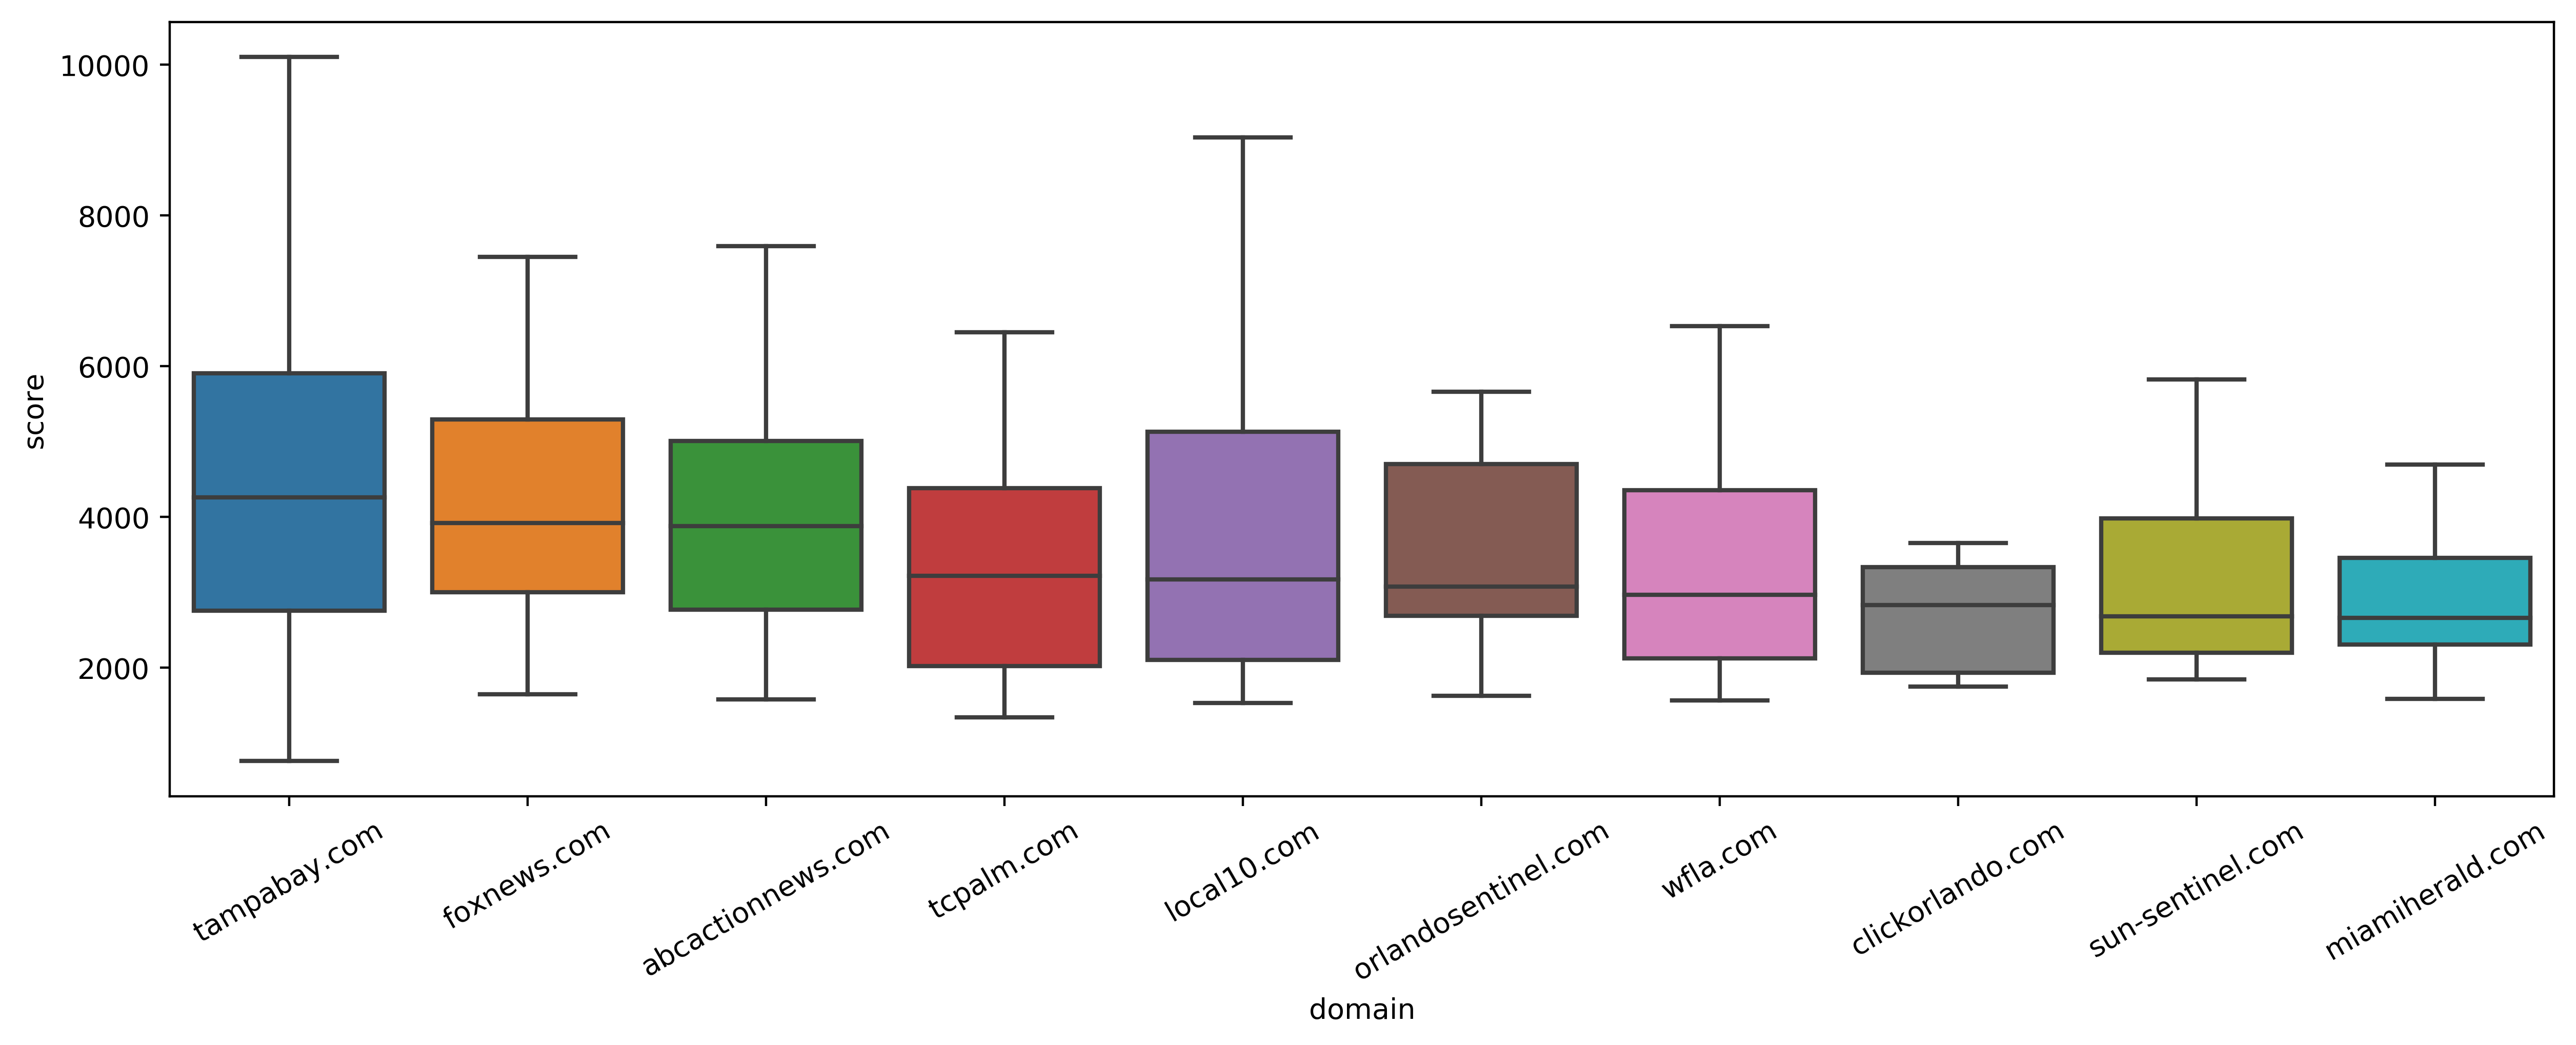 10000
8000
6000
4000
2000
score
tampabay.com
foxnews.com
abcactionnews.com
tcpalm.com
local10.com
orlandosentinel.com
wfla.com
clickorlando.com
sun-sentinel.com
miamiherald.com
domain